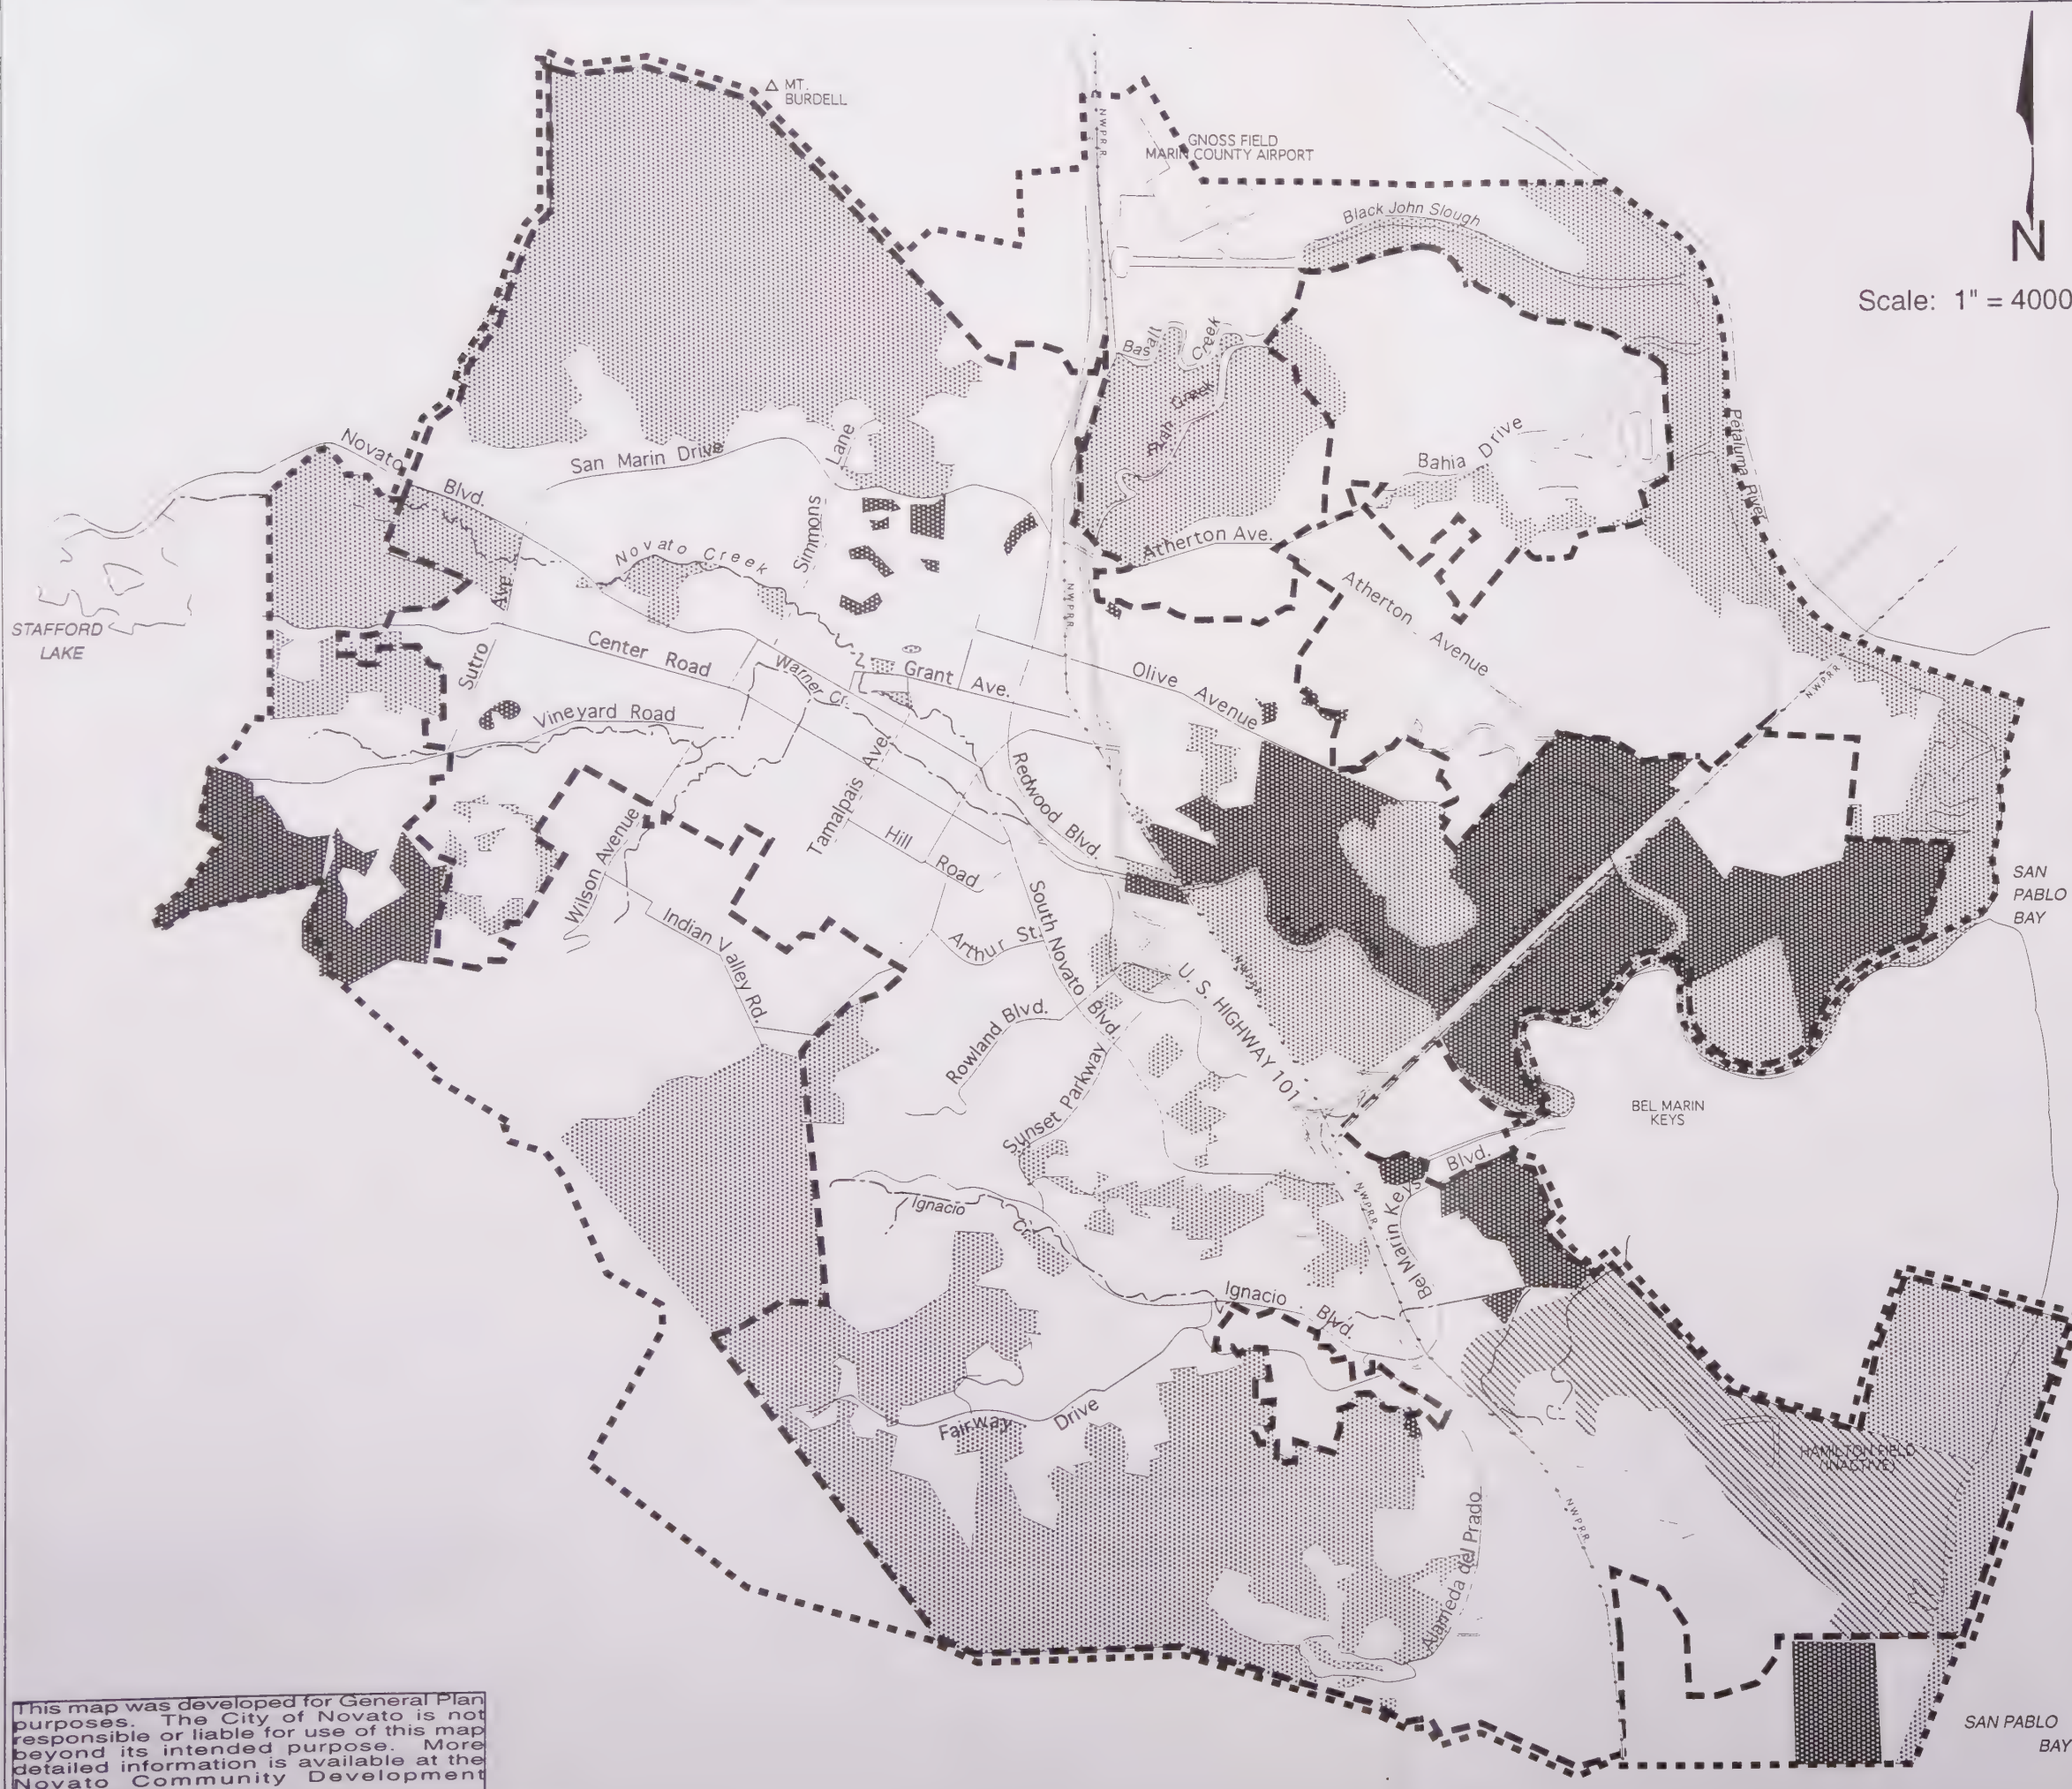 MT.
BURDELL
N.W.P.R.R.
GNOSS FIELD
MARIN COUNTY AIRPORT
N
Scale: 1" = 4000
Black John Slough
Basalt Creek
Rush Creek
Petaluma River
Bahia Drive
Novato Blvd.
San Marin Drive
Simmons Lane
Novato Creek
Atherton Ave.
Atherton Avenue
N.W.P.R.R.
STAFFORD
LAKE
Sutro Ave.
Center Road
Warner Cr.
Grant Ave.
Olive Avenue
N.W.P.R.R.
Vineyard Road
Tamalpais Ave.
Redwood Blvd.
Hill Road
Wilson Avenue
SAN
PABLO
BAY
Indian Valley Rd.
Arthur St.
South Novato Blvd.
N.W.P.R.R.
U. S. HIGHWAY 101
Rowland Blvd.
Sunset Parkway
BEL MARIN
KEYS
Bel Marin Keys Blvd.
N.W.P.R.R.
Ignacio Cr.
Ignacio Blvd.
Fairway Drive
HAMILTON FIELD
(INACTIVE)
Alameda del Prado
N.W.P.R.R.
SAN PABLO
BAY
This map was developed for General Plan
purposes. The City of Novato is not
responsible or liable for use of this map
beyond its intended purpose. More
detailed information is available at the
Novato Community Development